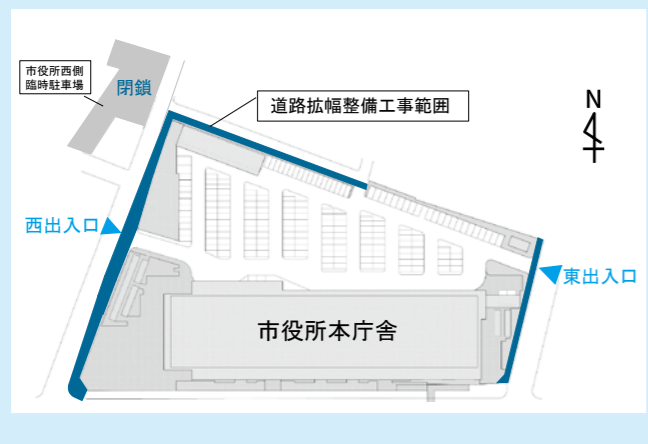 市役所西側
臨時駐車場
閉鎖
道路拡幅整備工事範囲
N
西出入口
東出入口
市役所本庁舎